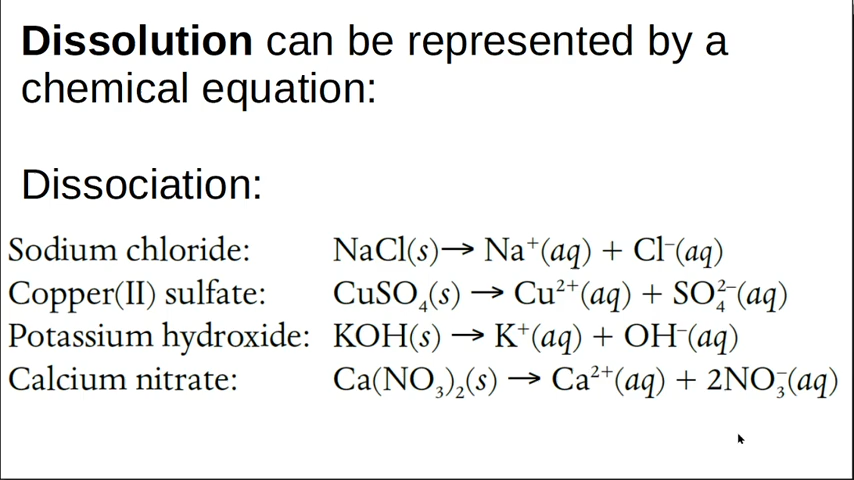 Dissolution can be represented by a
chemical equation:
Dissociation:
Sodium chloride: NaCl(s)→ Na⁺(aq) + Cl⁻(aq)
Copper(II) sulfate: CuSO₄(s) → Cu²⁺(aq) + SO₄²⁻(aq)
Potassium hydroxide: KOH(s) → K⁺(aq) + OH⁻(aq)
Calcium nitrate: Ca(NO₃)₂(s) → Ca²⁺(aq) + 2NO₃⁻(aq)